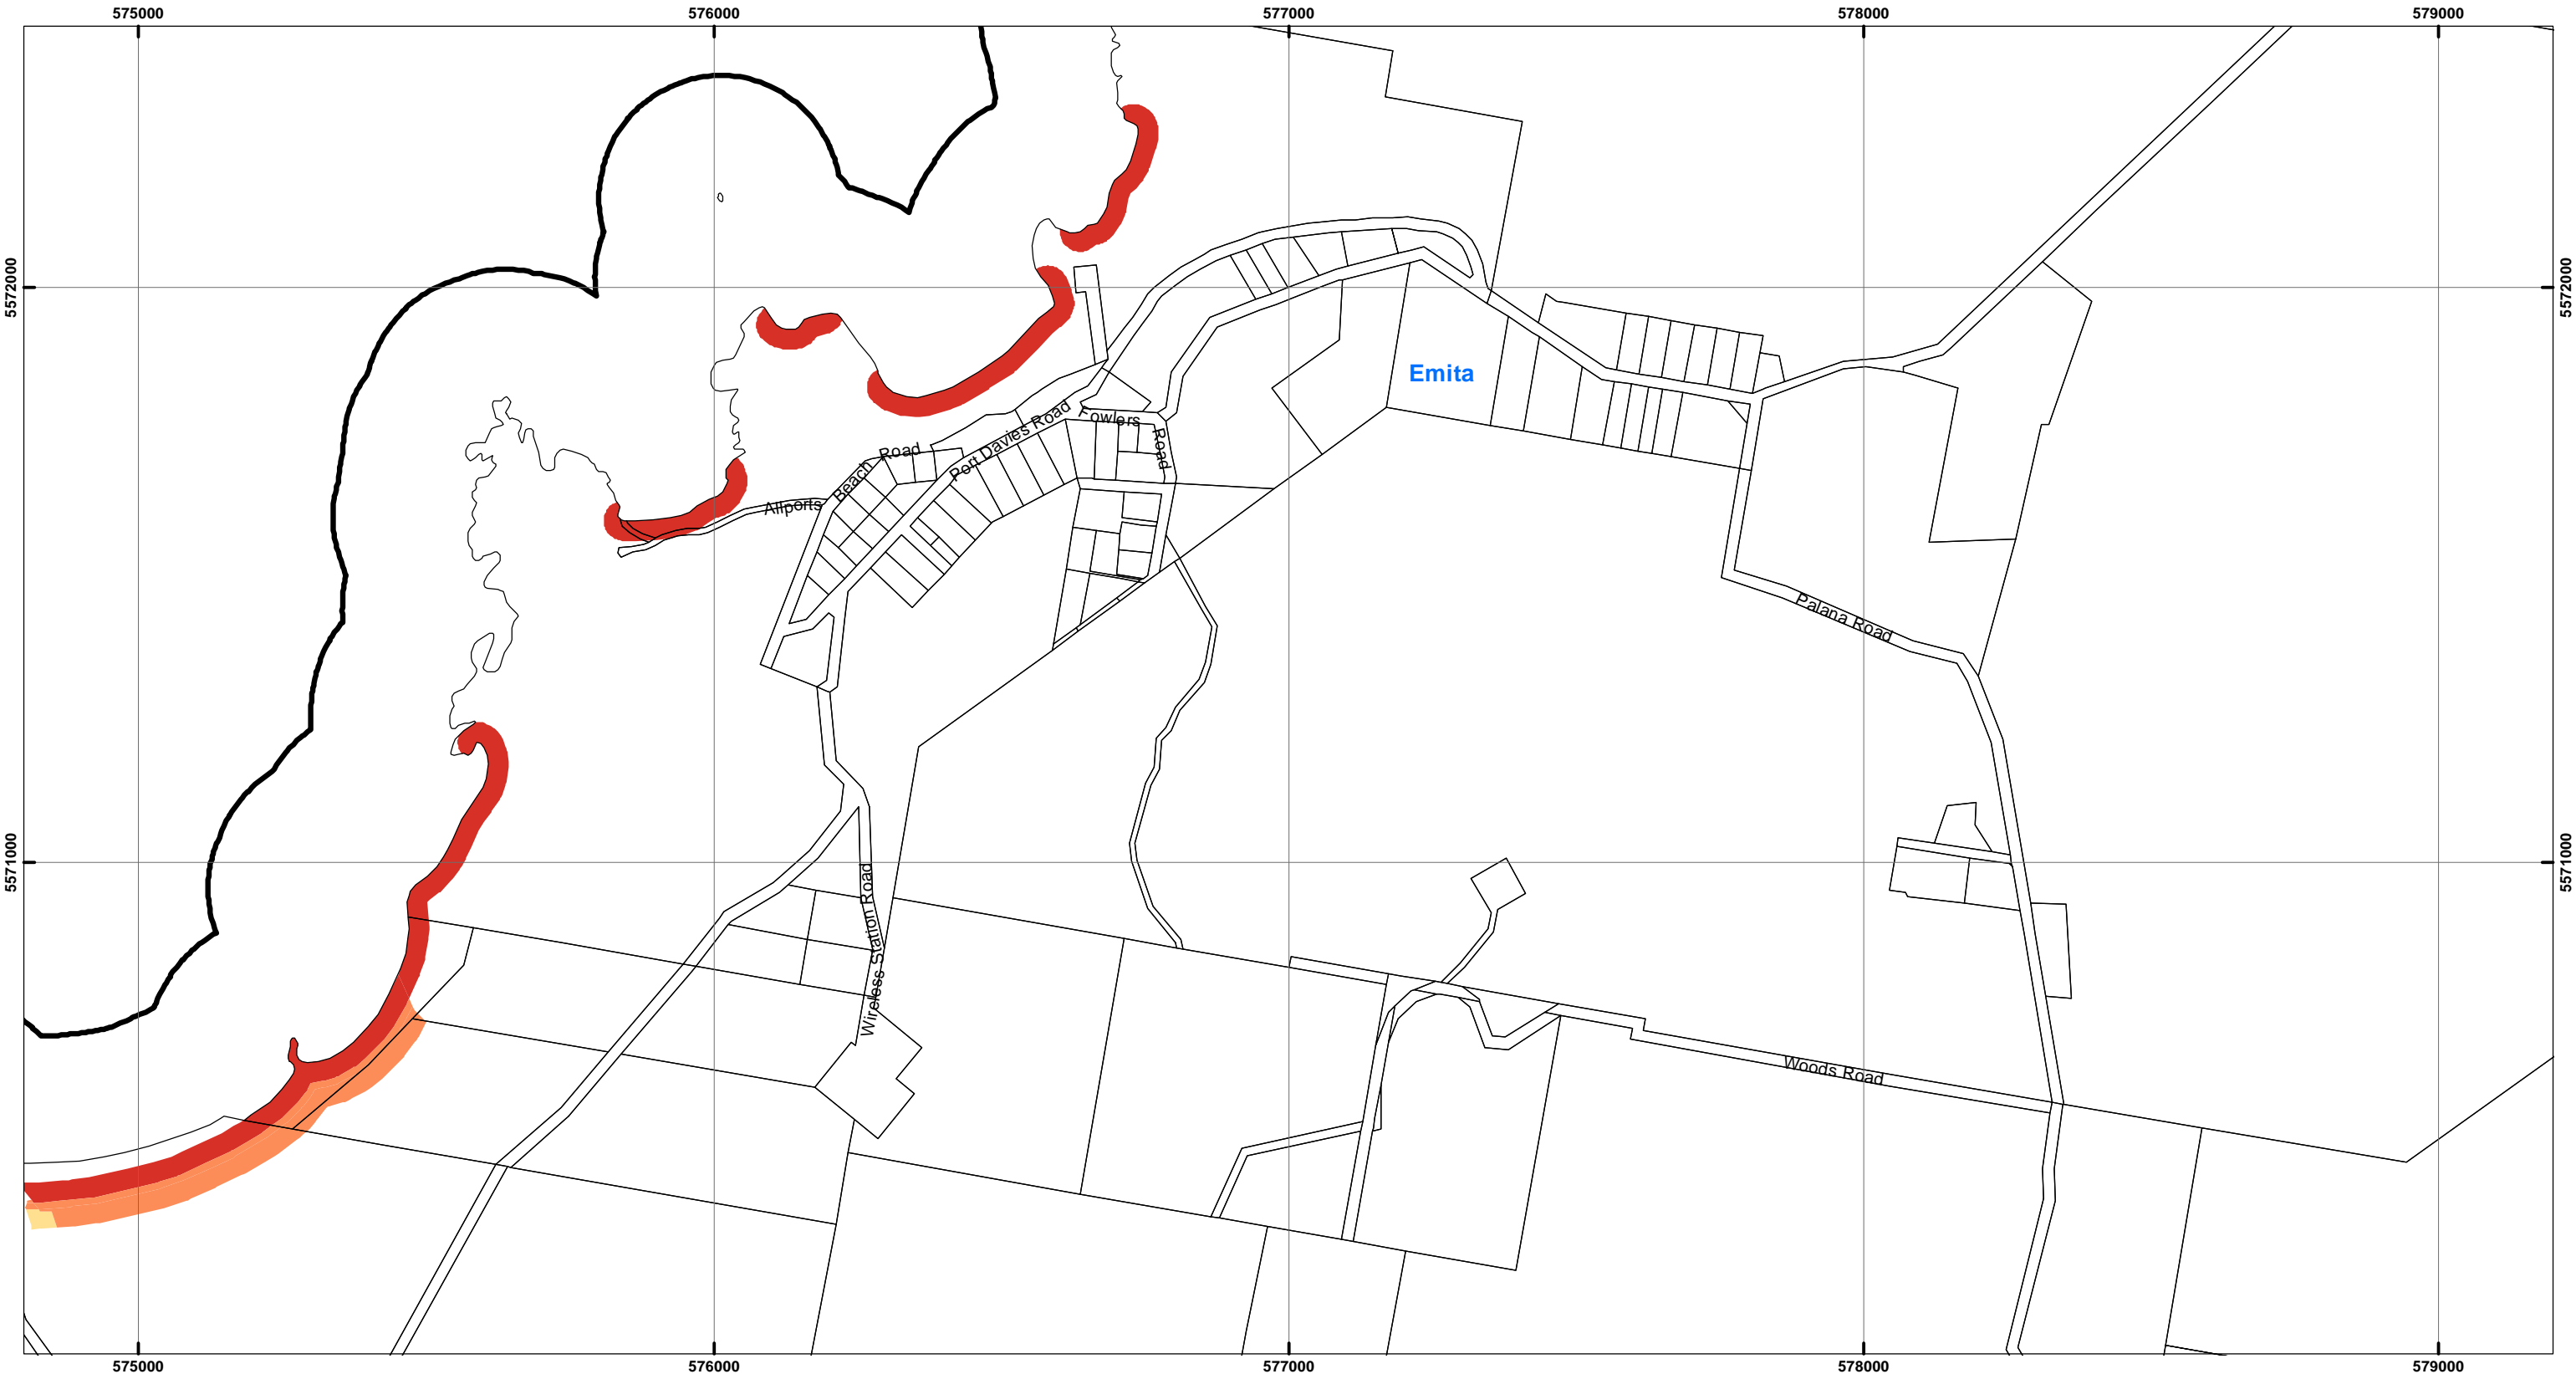 575000 576000 577000 578000 579000
5572000
5572000
Emita
Fowlers
Road
Port Davies Road
Allports Beach Road
Palana Road
5571000
5571000
Wireless Station Road
Woods Road
575000 576000 577000 578000 579000